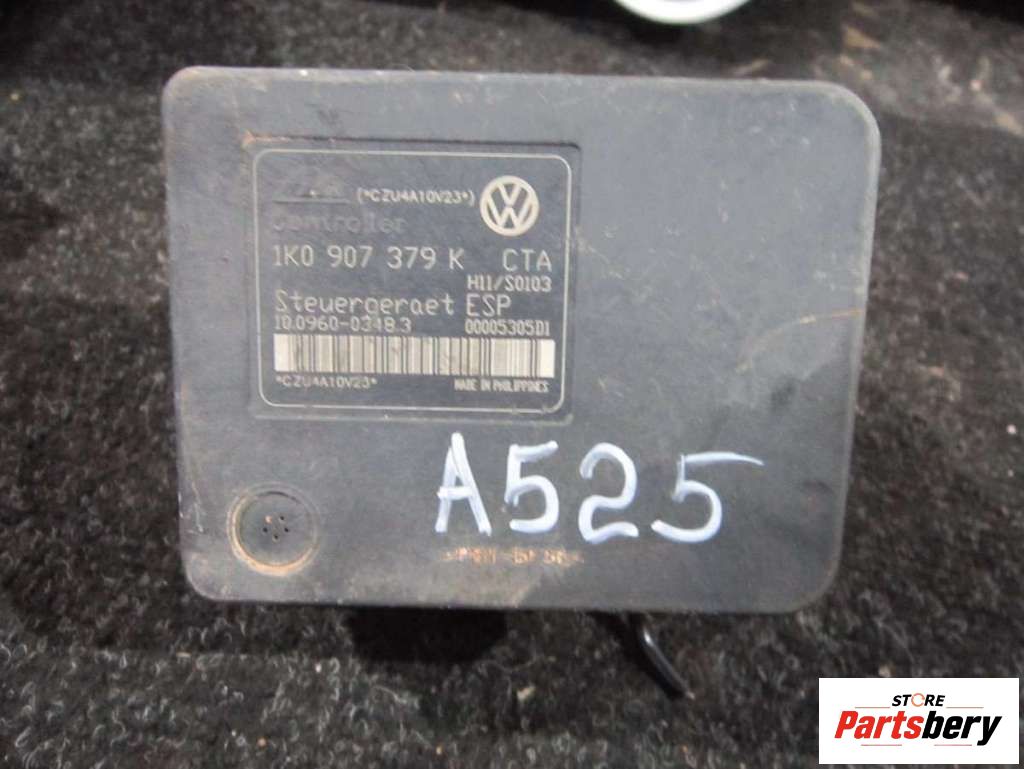 (*CZU4A10V23*)
Controller
1K0 907 379 K CTA
H11/S0103
Steuergeraet ESP
10.0960-0348.3 00005305D1
*CZU4A10V23*
MADE IN PHILIPPINES
A525
STORE
Partsbery